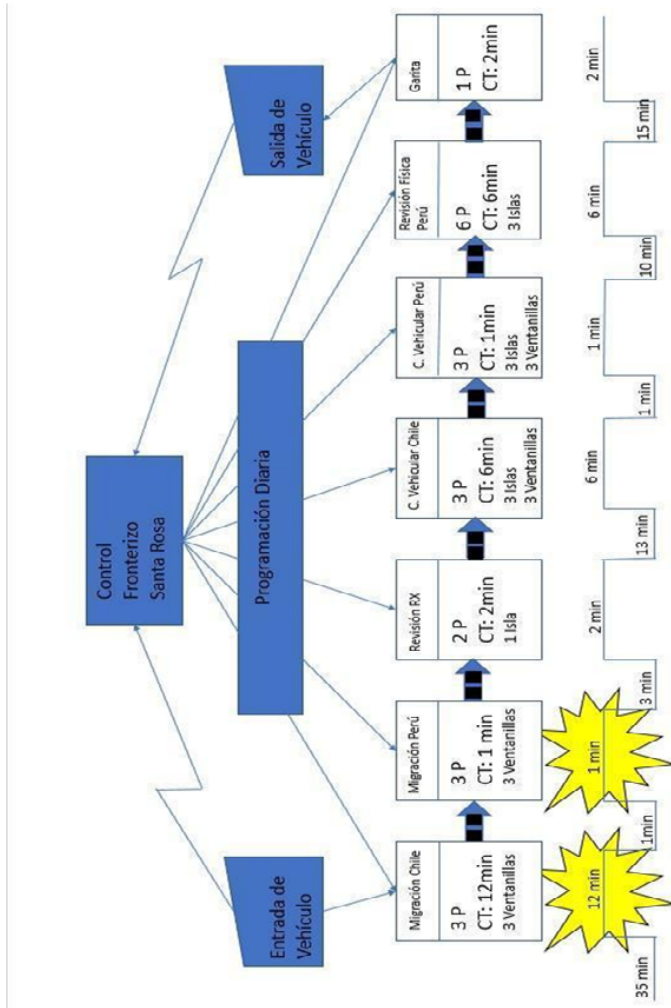 Control
Fronterizo
Santa Rosa
Entrada de
Vehículo
Programación Diaria
Salida de
Vehículo
Migración Chile
3 P
CT: 12min
3 Ventanillas
Migración Perú
3 P
CT: 1 min
3 Ventanillas
Revisión RX
2 P
CT: 2min
1 Isla
C. Vehicular Chile
3 P
CT: 6min
3 Islas
3 Ventanillas
C. Vehicular Perú
3 P
CT: 1min
3 Islas
3 Ventanillas
Revisión Física
Perú
6 P
CT: 6min
3 Islas
Garita
1 P
CT: 2min
35 min
12 min
1min
1 min
3 min
2 min
13 min
6 min
1 min
1 min
10 min
6 min
15 min
2 min